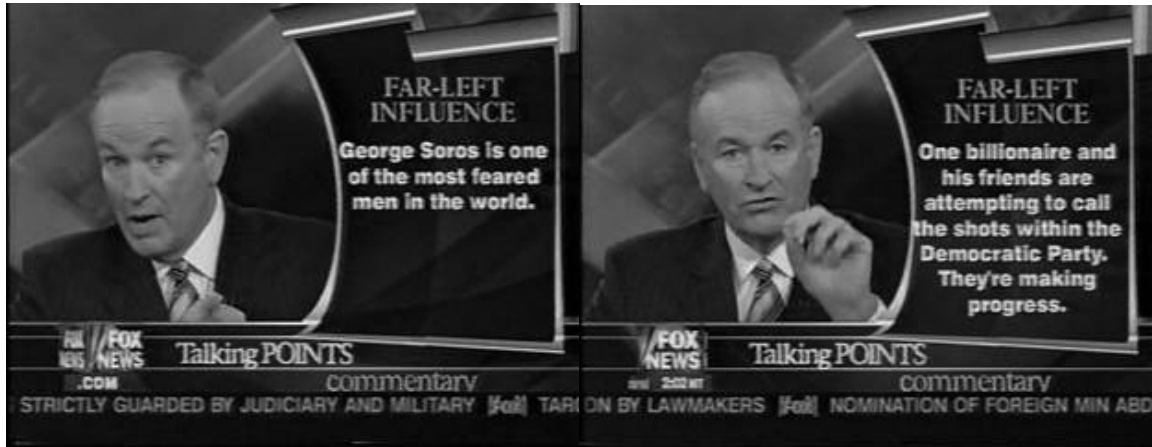 FAR-LEFT
INFLUENCE
George Soros is one
of the most feared
men in the world.
FOX
NEWS
FOX
NEWS
.COM
Talking POINTS
commentary
STRICTLY GUARDED BY JUDICIARY AND MILITARY
FAR-LEFT
INFLUENCE
One billionaire and
his friends are
attempting to call
the shots within the
Democratic Party.
They're making
progress.
FOX
NEWS
Talking POINTS
commentary
ON BY LAWMAKERS
NOMINATION OF FOREIGN MIN ABD